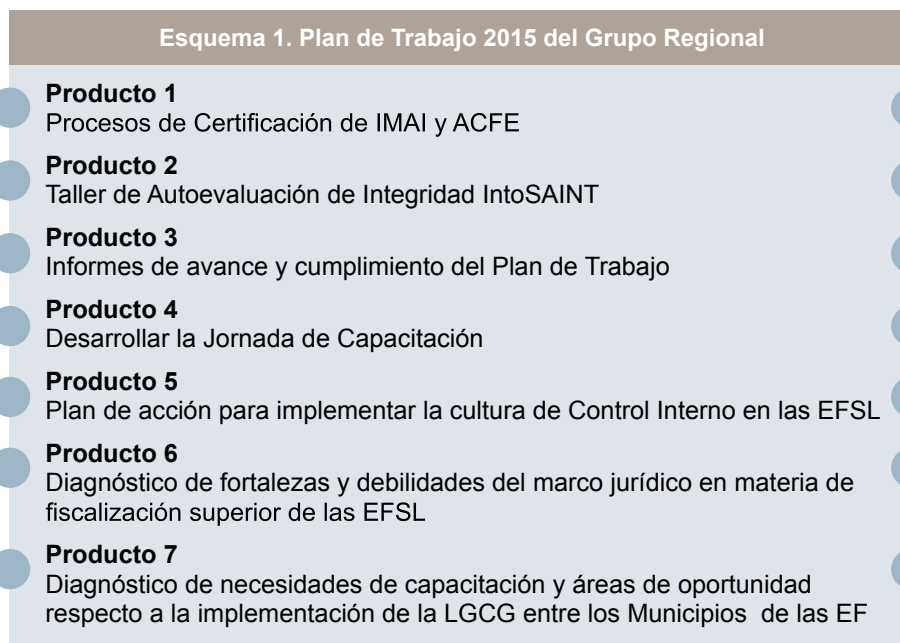 Esquema 1. Plan de Trabajo 2015 del Grupo Regional
Producto 1
Procesos de Certificación de IMAI y ACFE
Producto 2
Taller de Autoevaluación de Integridad IntoSAINT
Producto 3
Informes de avance y cumplimiento del Plan de Trabajo
Producto 4
Desarrollar la Jornada de Capacitación
Producto 5
Plan de acción para implementar la cultura de Control Interno en las EFSL
Producto 6
Diagnóstico de fortalezas y debilidades del marco jurídico en materia de
fiscalización superior de las EFSL
Producto 7
Diagnóstico de necesidades de capacitación y áreas de oportunidad
respecto a la implementación de la LGCG entre los Municipios de las EF